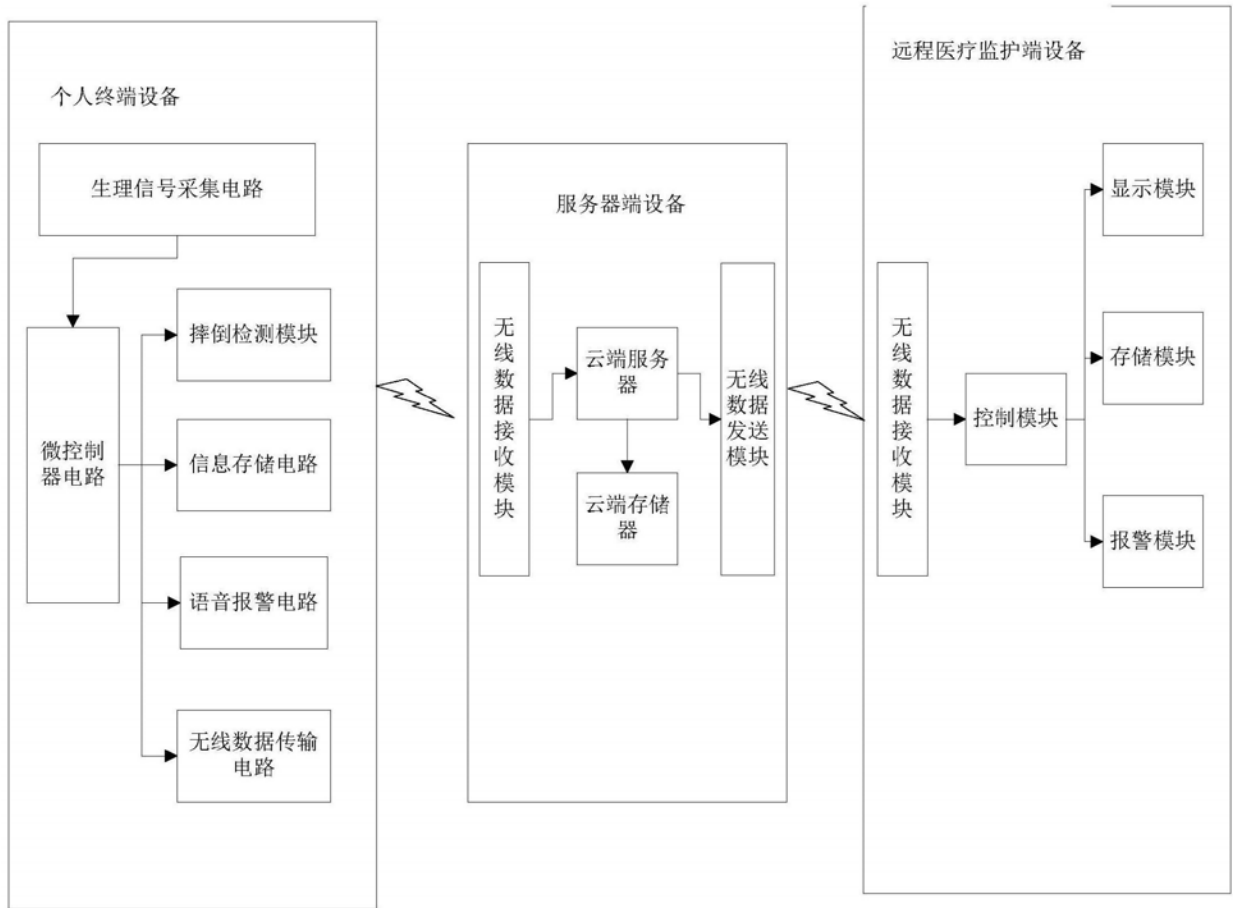 个人终端设备
生理信号采集电路
微控制
器电路
摔倒检测模块
信息存储电路
语音报警电路
无线数据传输
电路
服务器端设备
无
线
数
据
接
收
模
块
云端服务
器
云端存储
器
无线
数据
发送
模块
远程医疗监护端设备
无
线
数
据
接
收
模
块
控制模块
显示模块
存储模块
报警模块